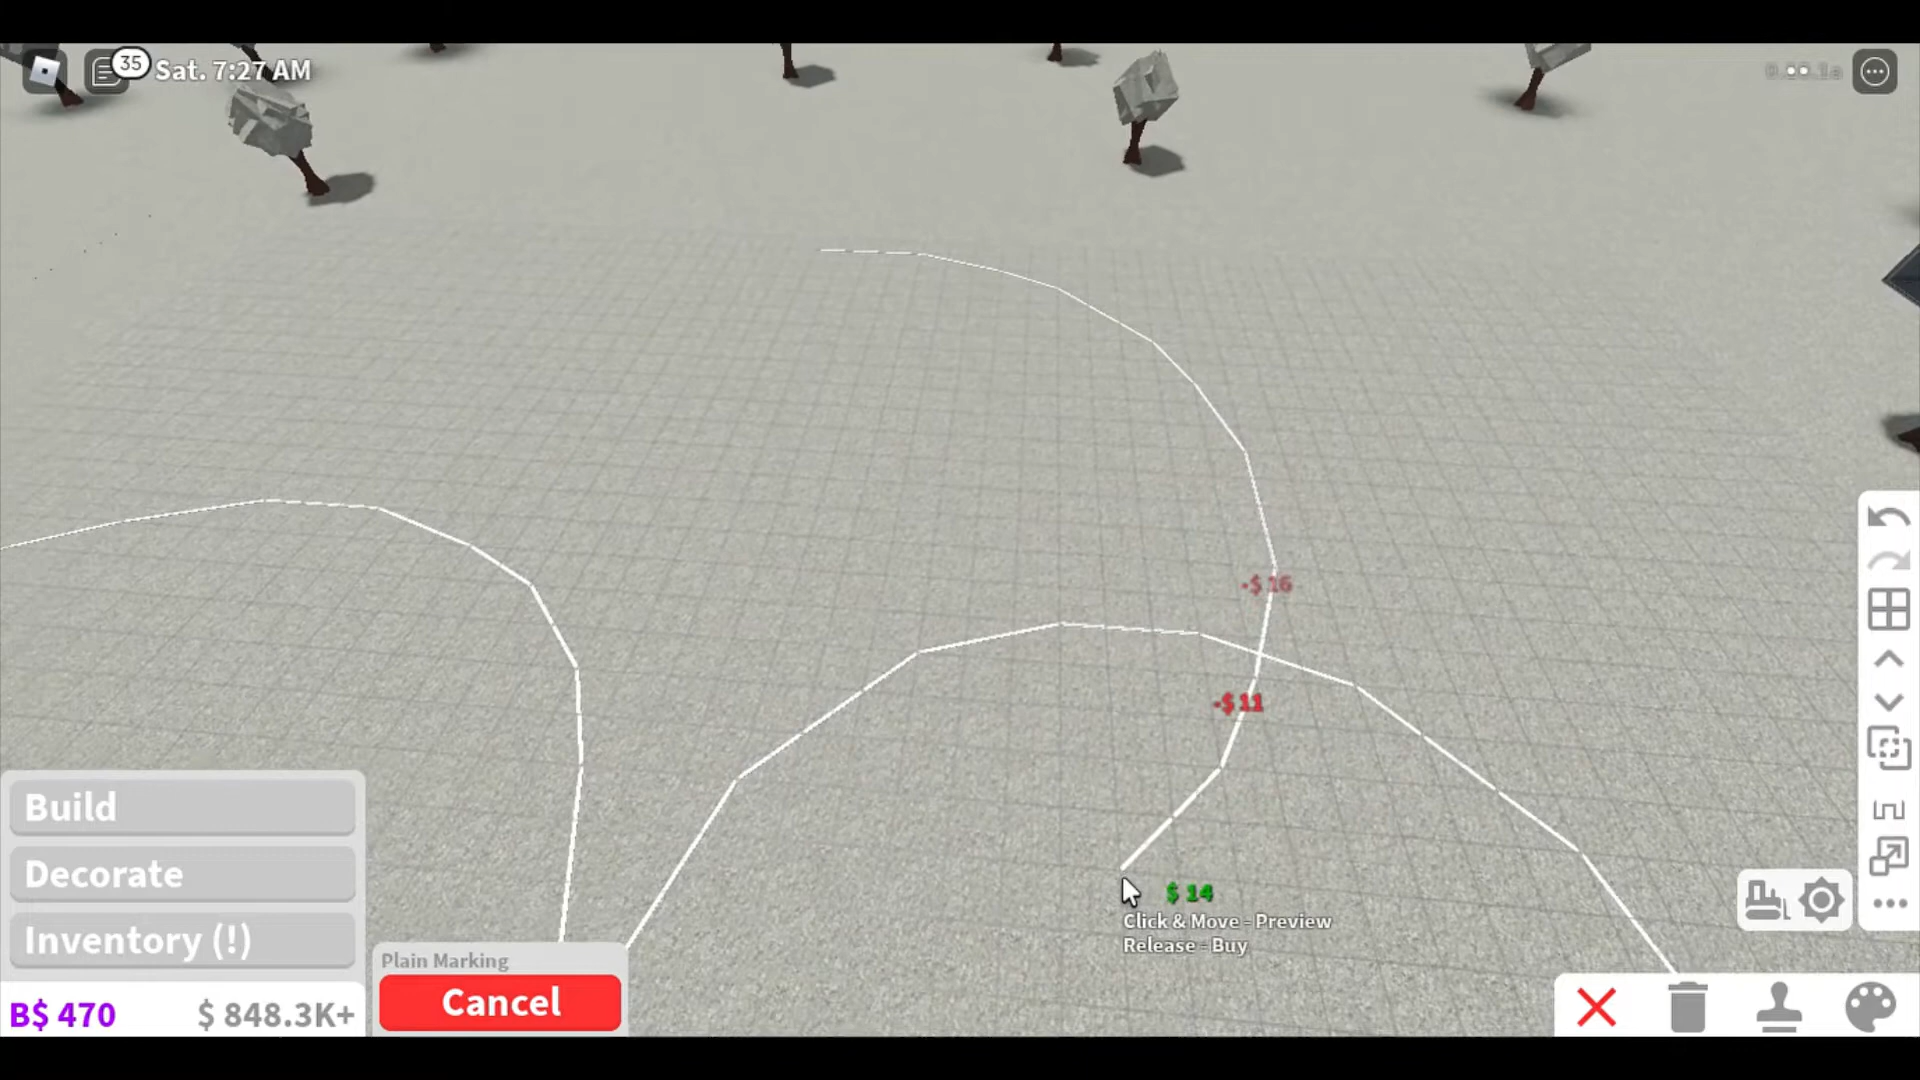 35
Sat. 7:27 AM
-$ 16
-$ 11
$ 14
Click & Move - Preview
Release - Buy
Build
Decorate
Inventory (!)
B$ 470
$ 848.3K+
Plain Marking
Cancel